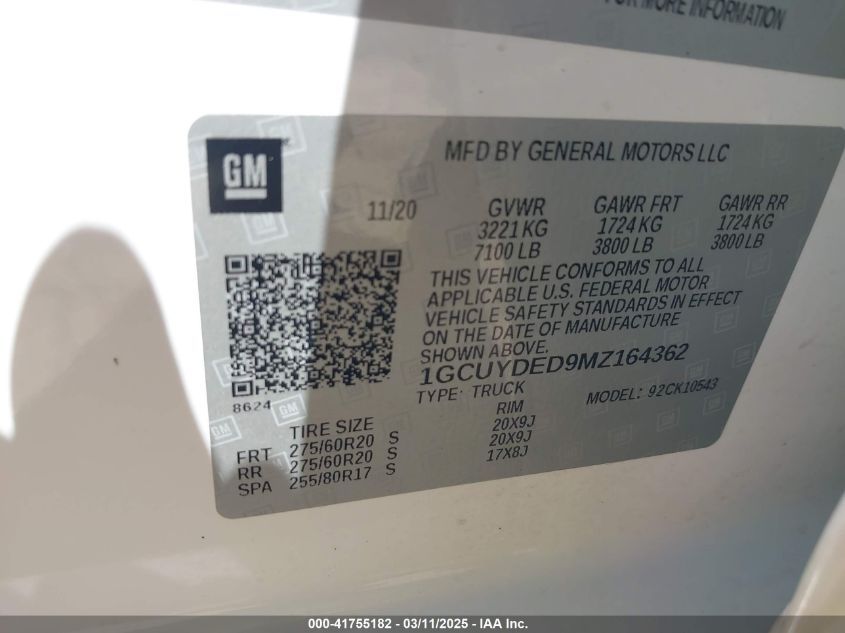 FOR MORE INFORMATION
GM
MFD BY GENERAL MOTORS LLC
11/20 GVWR GAWR FRT GAWR RR
3221 KG 1724 KG 1724 KG
7100 LB 3800 LB 3800 LB
THIS VEHICLE CONFORMS TO ALL
APPLICABLE U.S. FEDERAL MOTOR
VEHICLE SAFETY STANDARDS IN EFFECT
ON THE DATE OF MANUFACTURE
SHOWN ABOVE.
1GCUYDED9MZ164362
TYPE: TRUCK MODEL: 92CK10543
8624
TIRE SIZE RIM
FRT 275/60R20 S 20X9J
RR 275/60R20 S 20X9J
SPA 255/80R17 S 17X8J
000-41755182 - 03/11/2025 - IAA Inc.